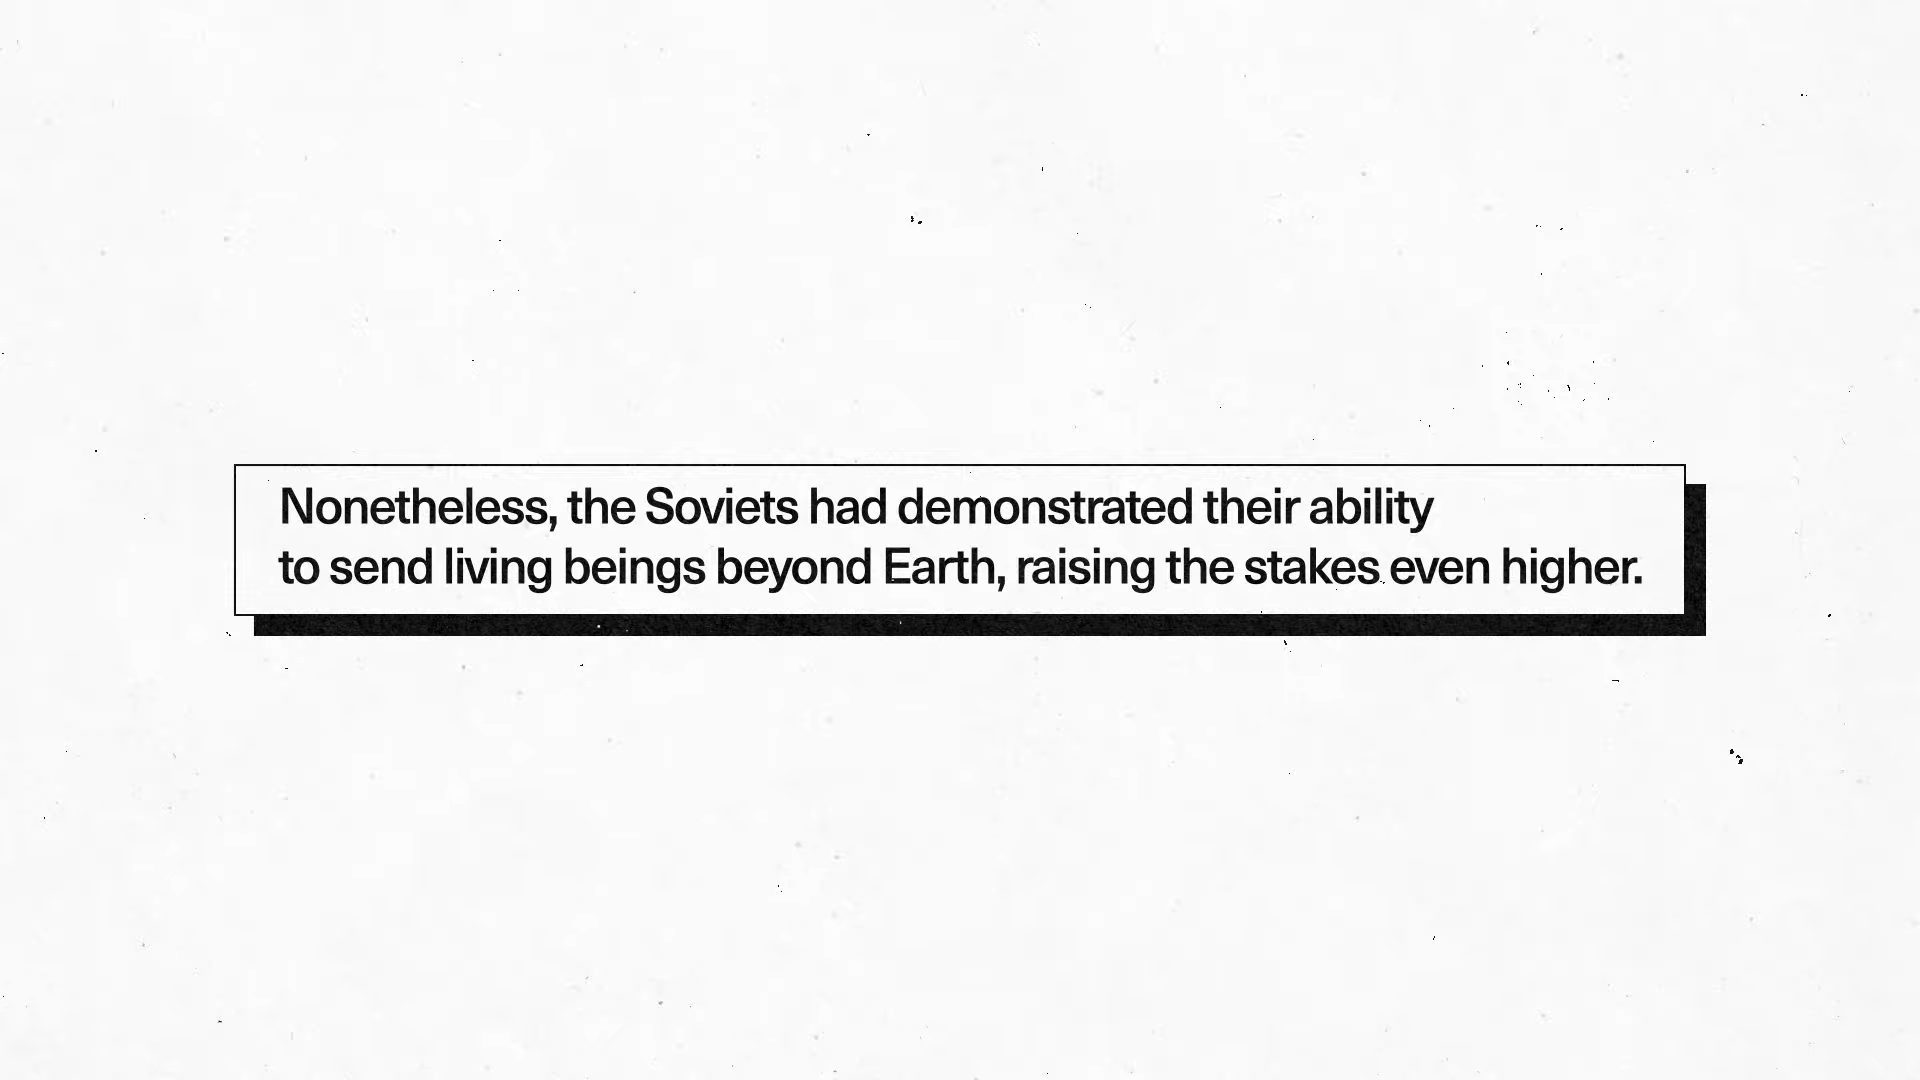 Nonetheless, the Soviets had demonstrated their ability
to send living beings beyond Earth, raising the stakes even higher.